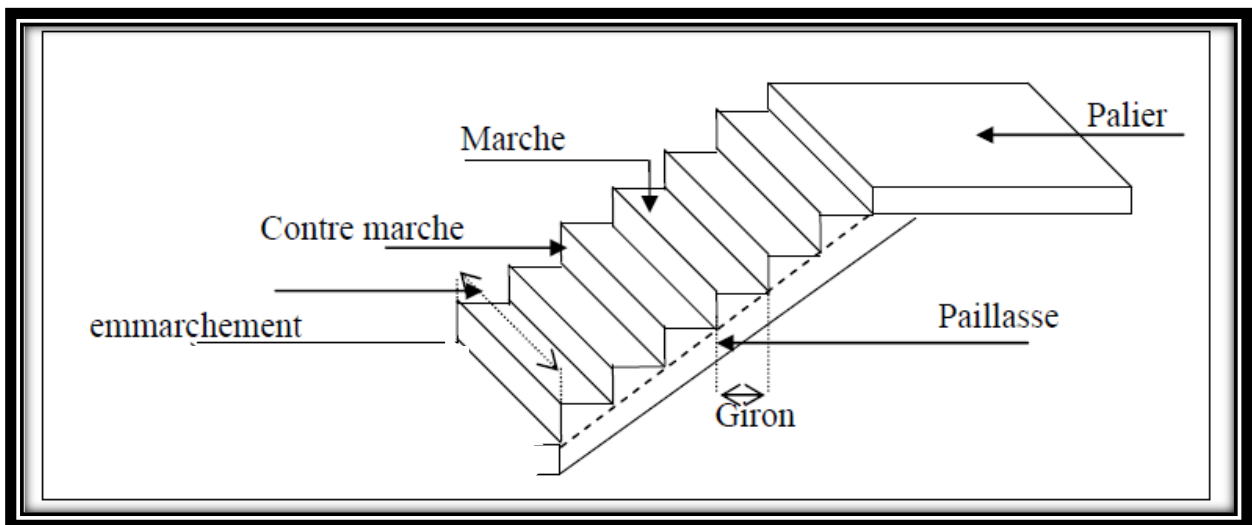 Palier
Marche
Contre marche
emmarchement
Paillasse
Giron